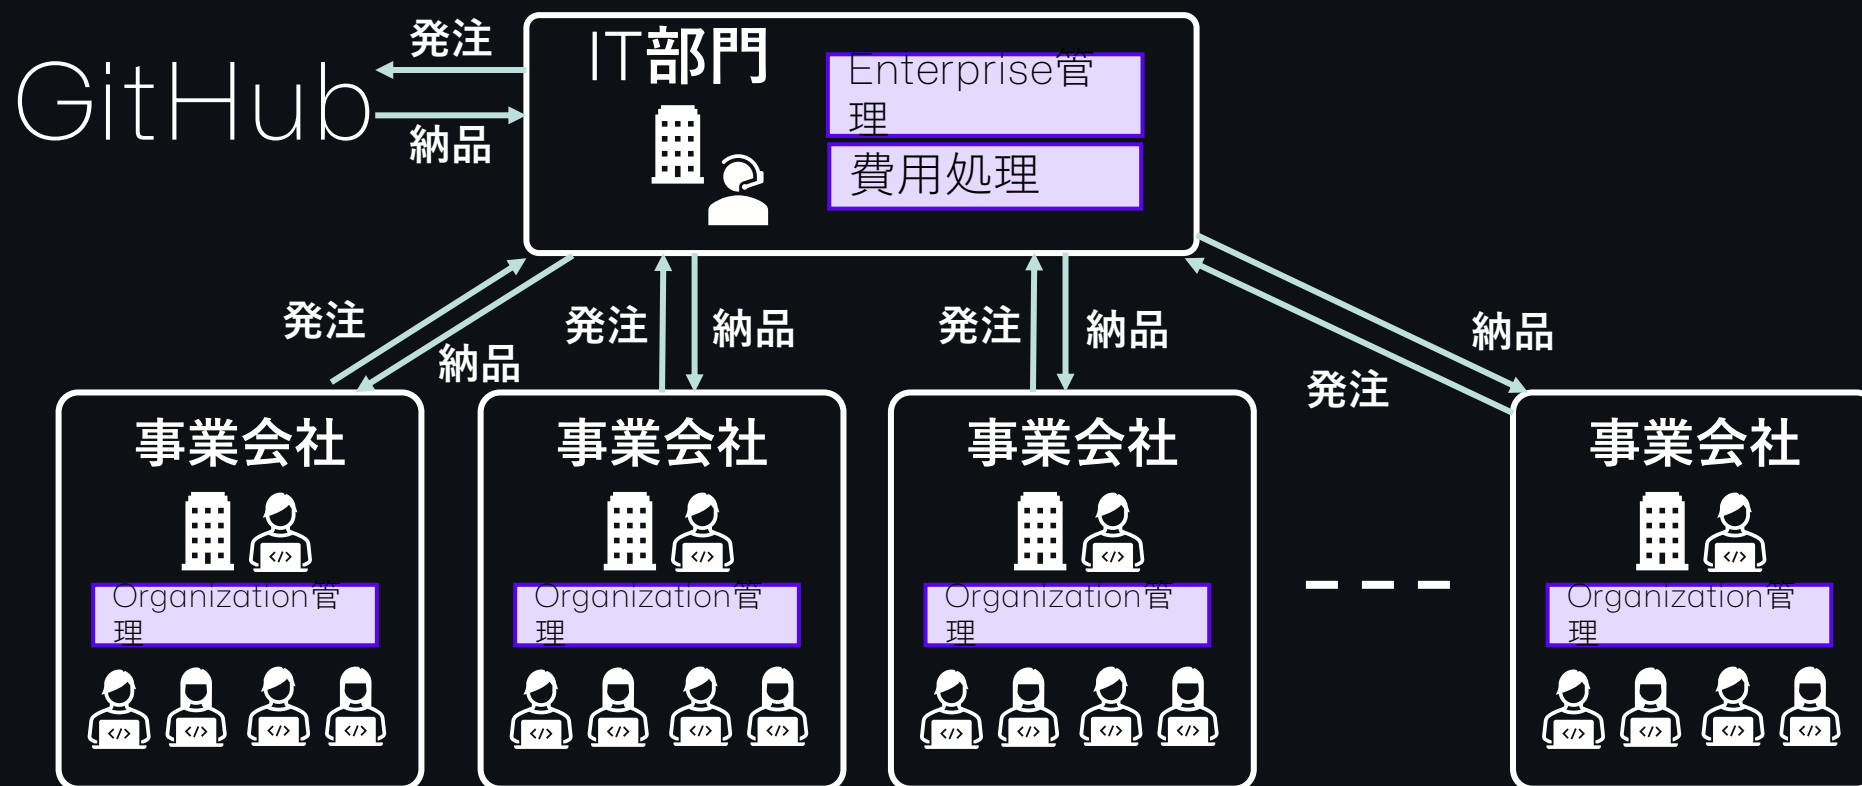 GitHub
発注
納品
IT部門
Enterprise管
理
費用処理
発注
納品
発注
納品
発注
納品
納品
発注
事業会社
Organization管
理
事業会社
Organization管
理
事業会社
Organization管
理
事業会社
Organization管
理